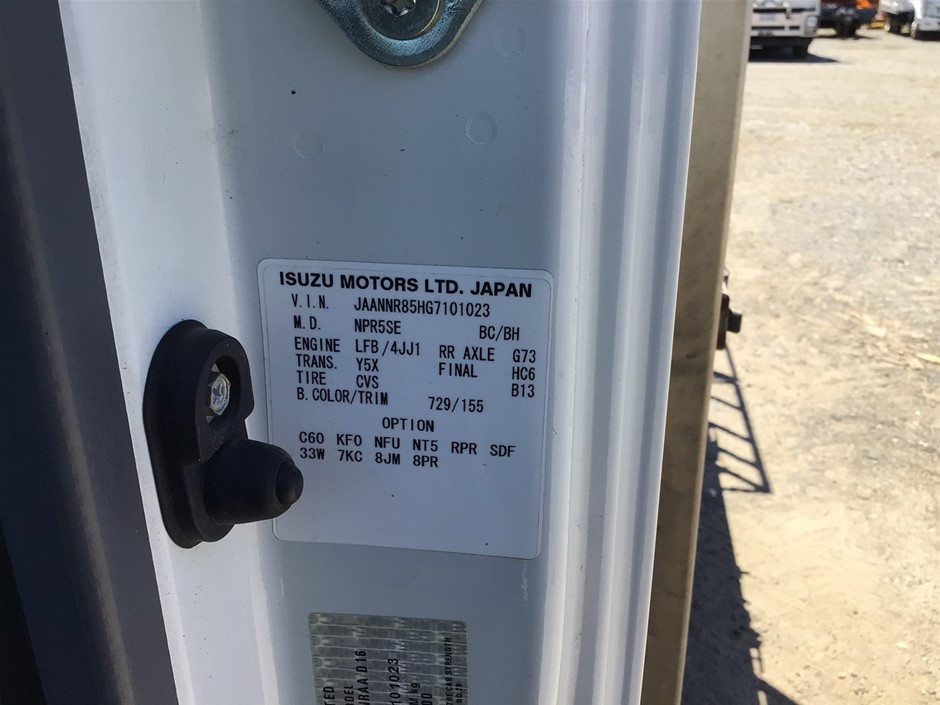 ISUZU MOTORS LTD. JAPAN
V.I.N. JAANNR85HG7101023
M.D. NPR5SE BC/BH
ENGINE LFB/4JJ1 RR AXLE G73
TRANS. Y5X FINAL HC6
TIRE CVS B13
B.COLOR/TRIM 729/155
OPTION
C60 KF0 NFU NT5 RPR SDF
33W 7KC 8JM 8PR